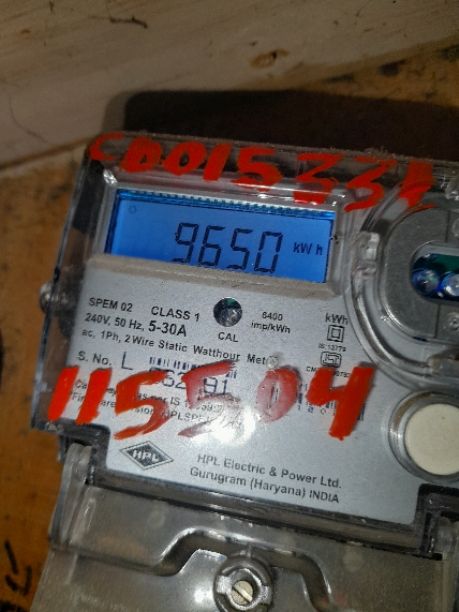 CD015334
9650 kWh
SPEM 02 CLASS 1
6400 imp/kWh
kWh
240V, 50 Hz, 5-30A
CAL
ac, 1Ph, 2 Wire Static Watthour
S. No. L
115504
HPL
HPL Electric & Power Ltd.
Gurugram (Haryana) INDIA